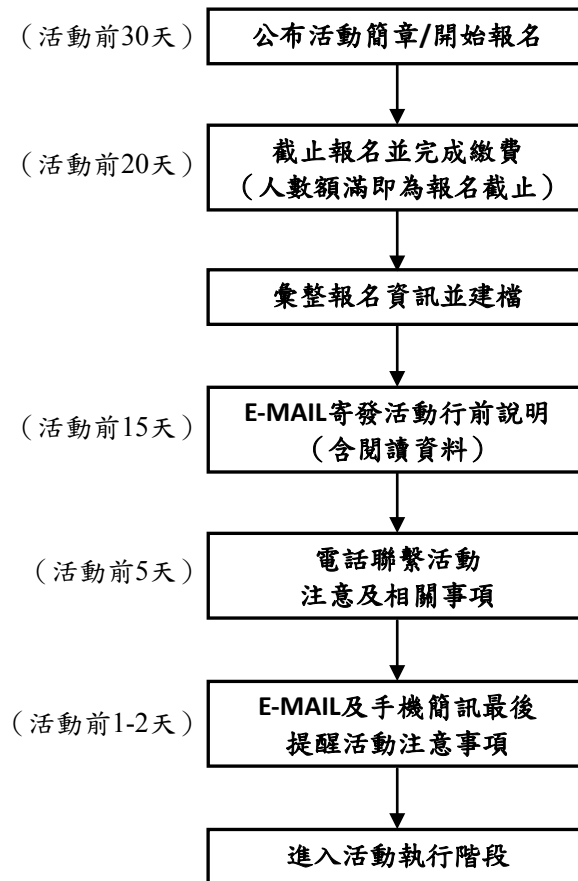 （活動前30天）
公布活動簡章/開始報名
（活動前20天）
截止報名並完成繳費
（人數額滿即為報名截止）
彙整報名資訊並建檔
（活動前15天）
E-MAIL寄發活動行前說明
（含閱讀資料）
（活動前5天）
電話聯繫活動
注意及相關事項
（活動前1-2天）
E-MAIL及手機簡訊最後
提醒活動注意事項
進入活動執行階段